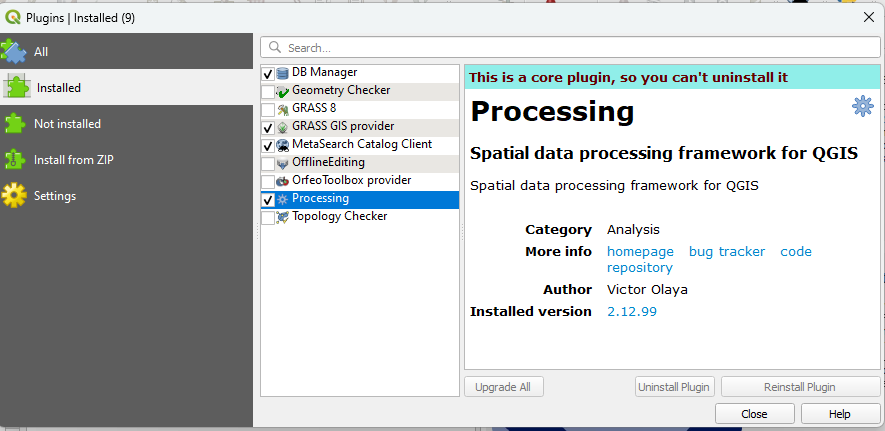 Plugins | Installed (9)
All
Installed
Not installed
Install from ZIP
Settings
Search...
DB Manager
Geometry Checker
GRASS 8
GRASS GIS provider
MetaSearch Catalog Client
OfflineEditing
OrfeoToolbox provider
Processing
Topology Checker
This is a core plugin, so you can't uninstall it
Processing
Spatial data processing framework for QGIS
Spatial data processing framework for QGIS
Category Analysis
More info homepage bug tracker code
repository
Author Victor Olaya
Installed version 2.12.99
Upgrade All Uninstall Plugin Reinstall Plugin
Close Help